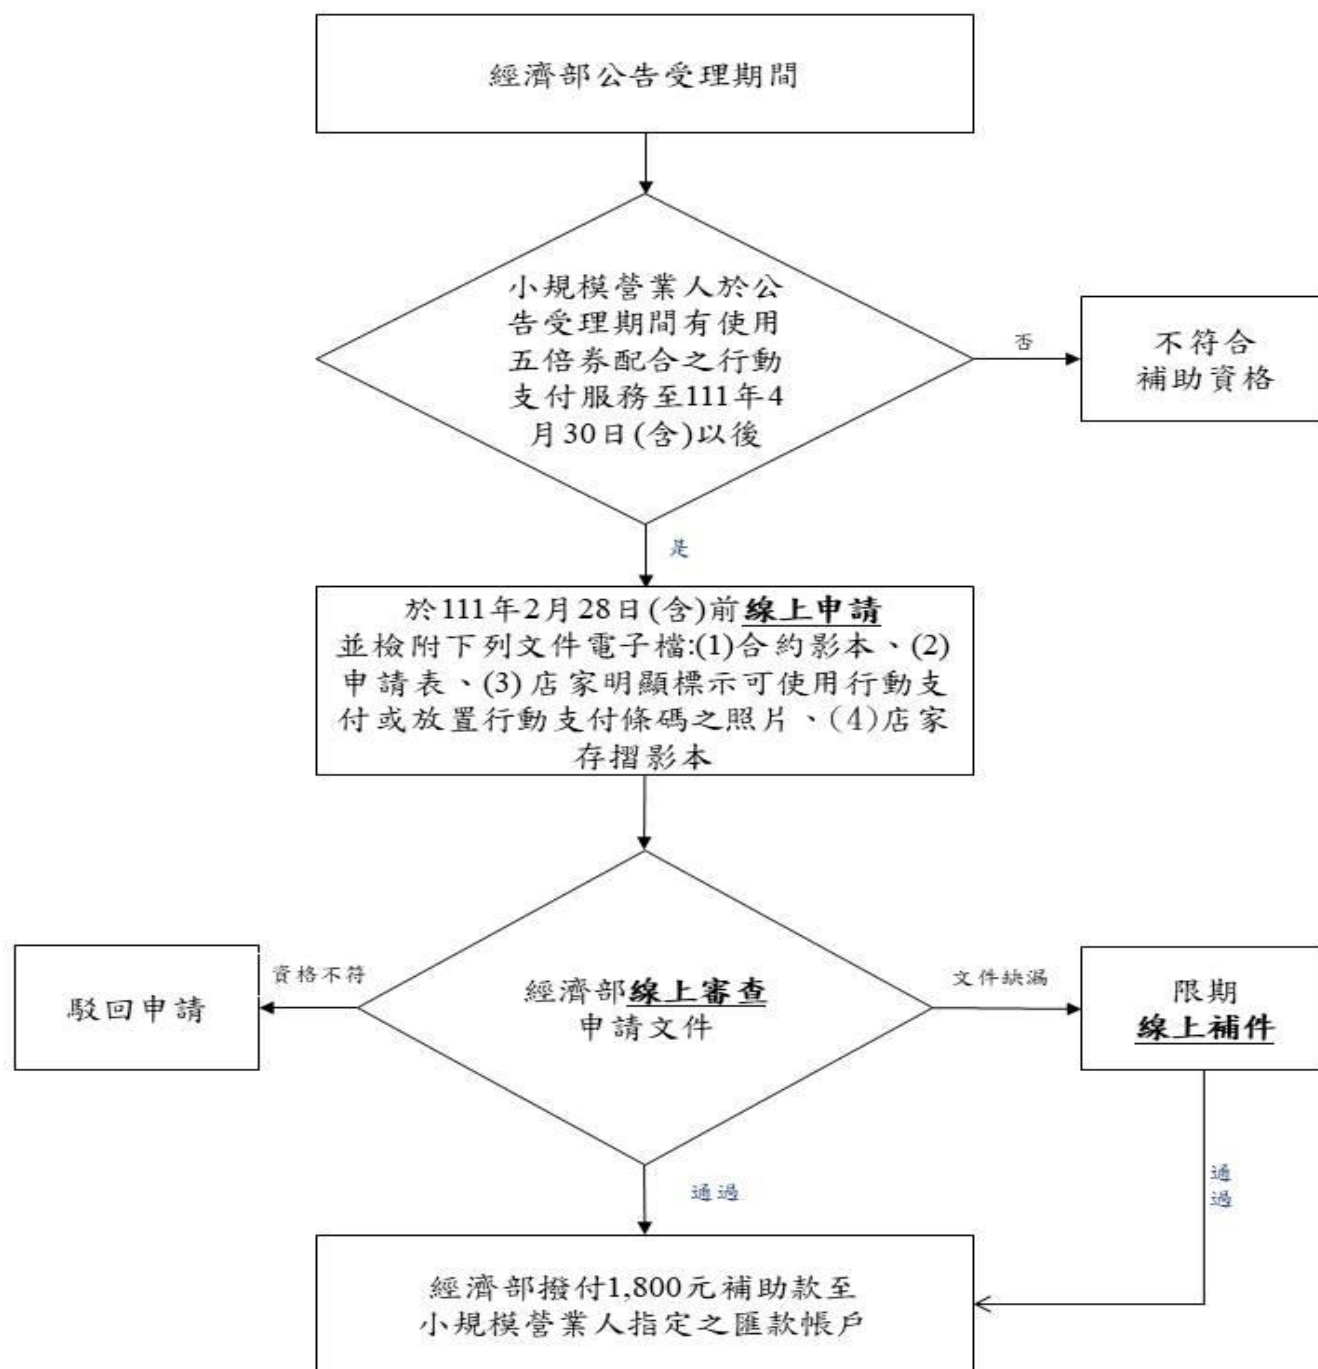 經濟部公告受理期間
小規模營業人於公
告受理期間有使用
五倍券配合之行動
支付服務至111年4
月30日(含)以後
否
不符合
補助資格
是
於111年2月28日(含)前線上申請
並檢附下列文件電子檔:(1)合約影本、(2)
申請表、(3)店家明顯標示可使用行動支
付或放置行動支付條碼之照片、(4)店家
存摺影本
資格不符
駁回申請
經濟部線上審查
申請文件
文件缺漏
限期
線上補件
通過
通
過
經濟部撥付1,800元補助款至
小規模營業人指定之匯款帳戶